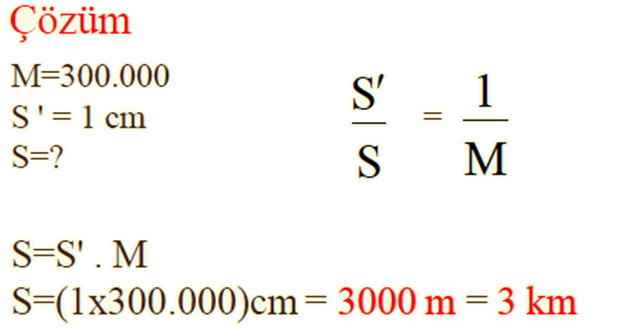 Çözüm
M=300.000
S ' = 1 cm
S=?
S′/S = 1/M
S=S' . M
S=(1x300.000)cm = 3000 m = 3 km